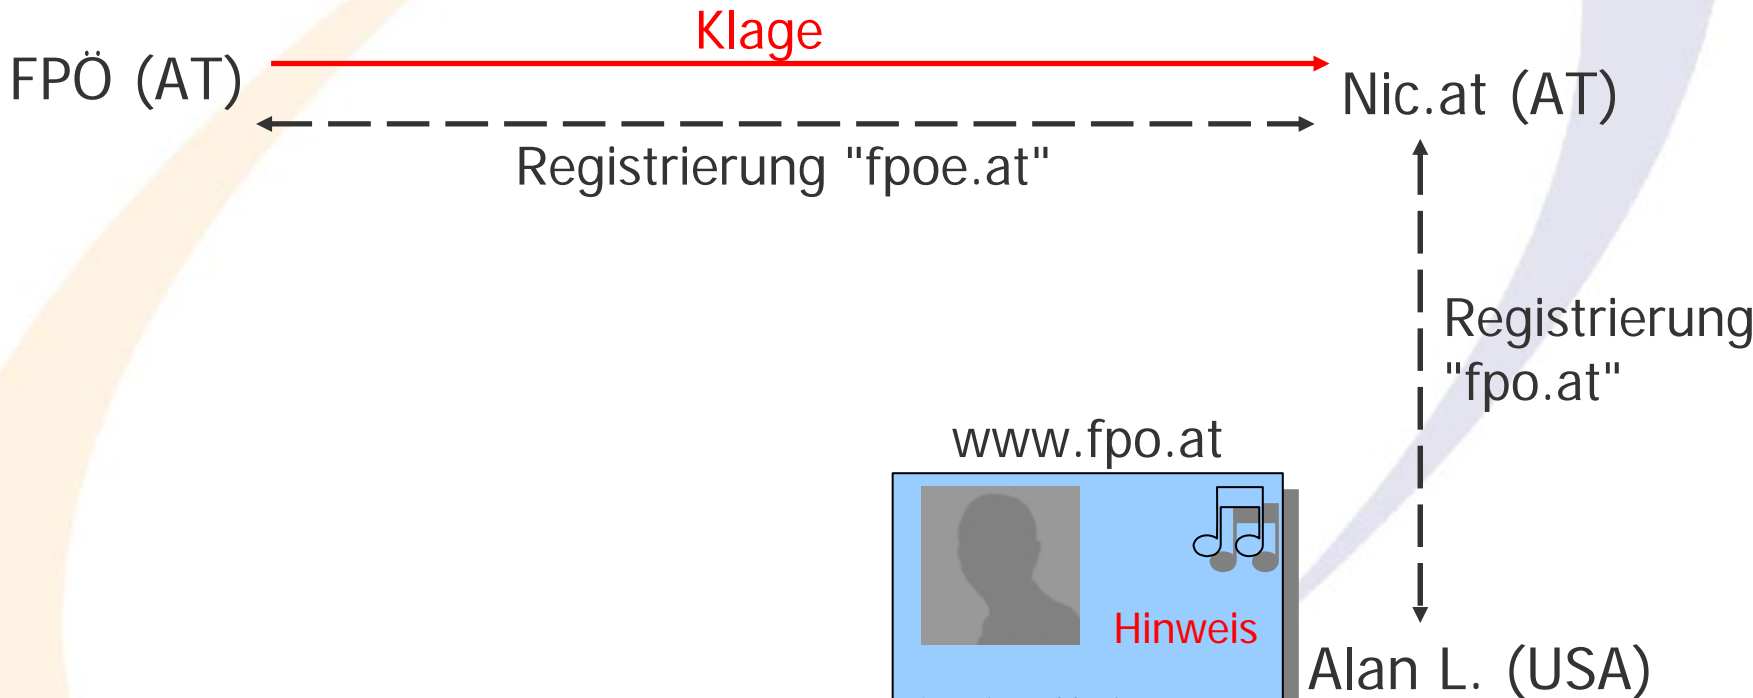 Klage
FPÖ (AT)
Nic.at (AT)
Registrierung "fpoe.at"
Registrierung
"fpo.at"
www.fpo.at
Hinweis
Alan L. (USA)